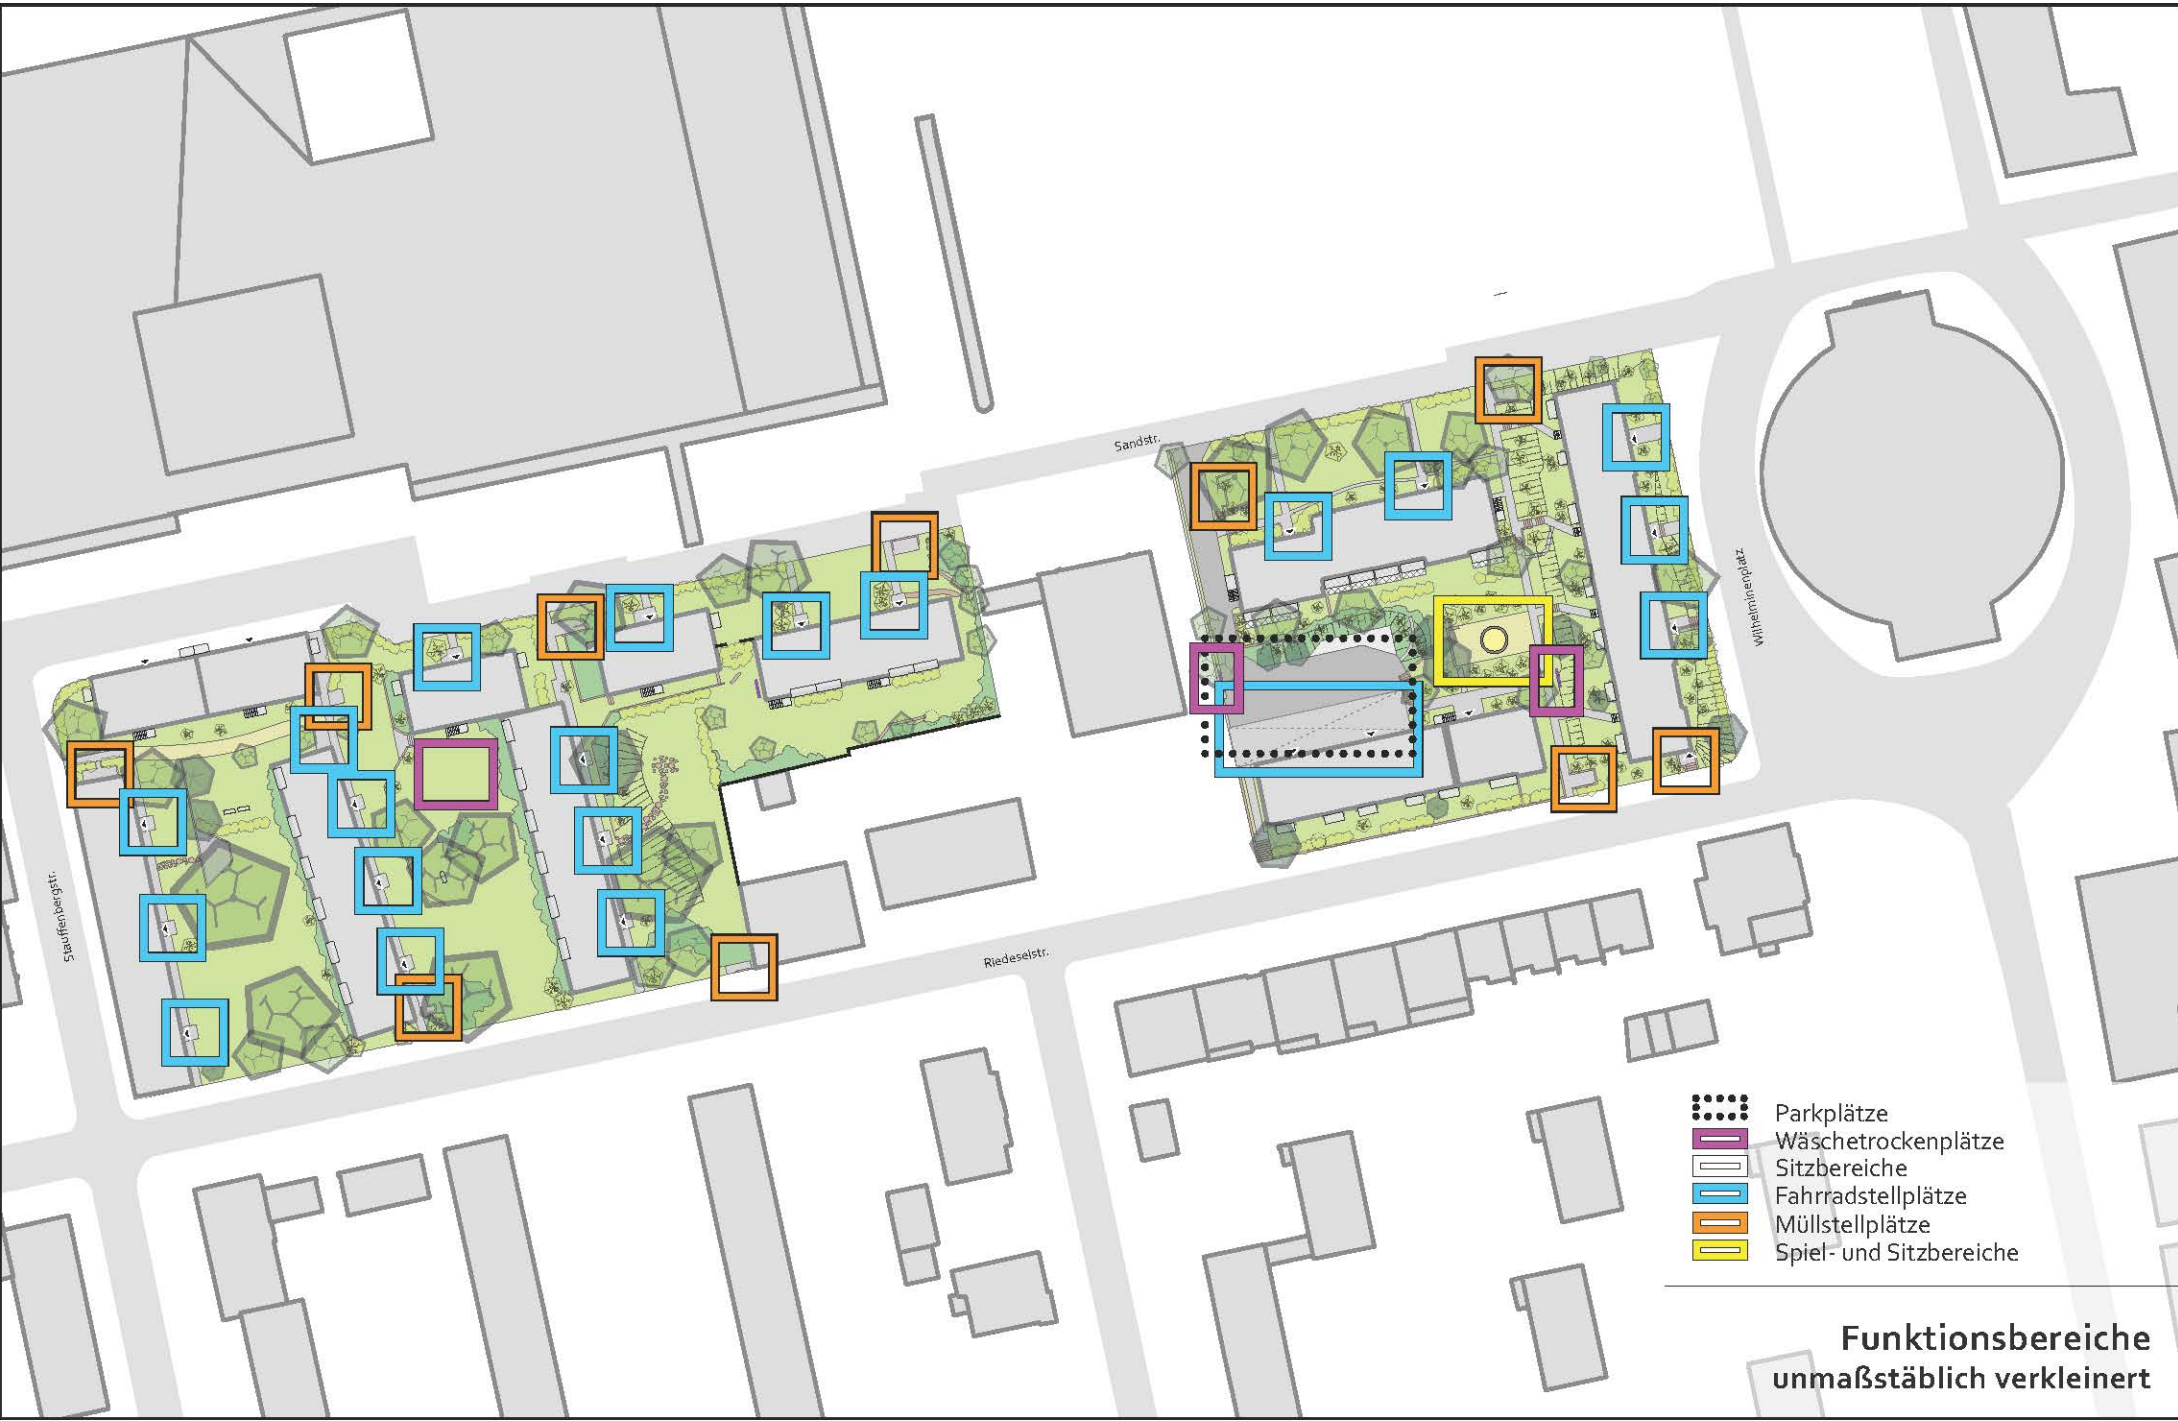 Sandstr.
Wilhelminenplatz
Stauffenbergstr.
Riedeselstr.
Parkplätze
Wäschetrockenplätze
Sitzbereiche
Fahrradstellplätze
Müllstellplätze
Spiel- und Sitzbereiche
Funktionsbereiche
unmaßstäblich verkleinert